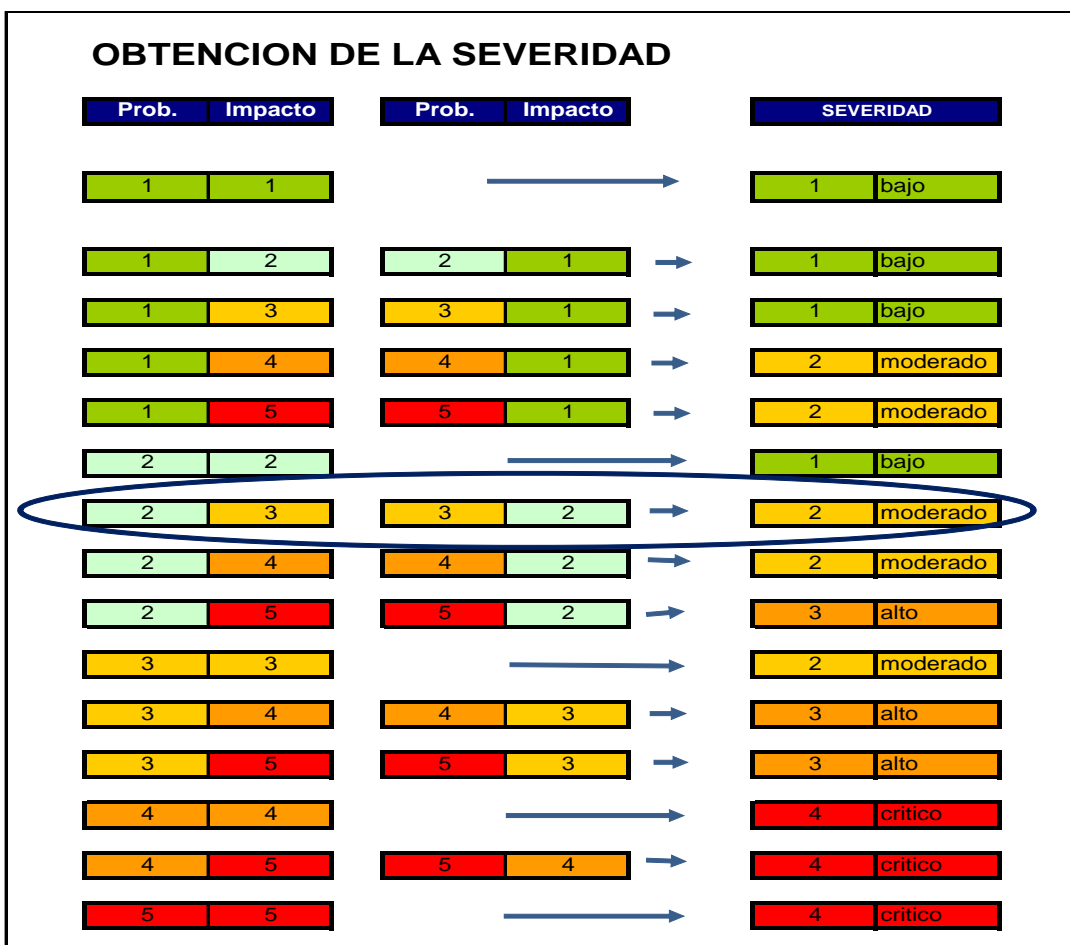 OBTENCION DE LA SEVERIDAD
Prob. Impacto Prob. Impacto SEVERIDAD
1 1 1 bajo
1 2 2 1 1 bajo
1 3 3 1 1 bajo
1 4 4 1 2 moderado
1 5 5 1 2 moderado
2 2 1 bajo
2 3 3 2 2 moderado
2 4 4 2 2 moderado
2 5 5 2 3 alto
3 3 2 moderado
3 4 4 3 3 alto
3 5 5 3 3 alto
4 4 4 critico
4 5 5 4 4 critico
5 5 4 critico